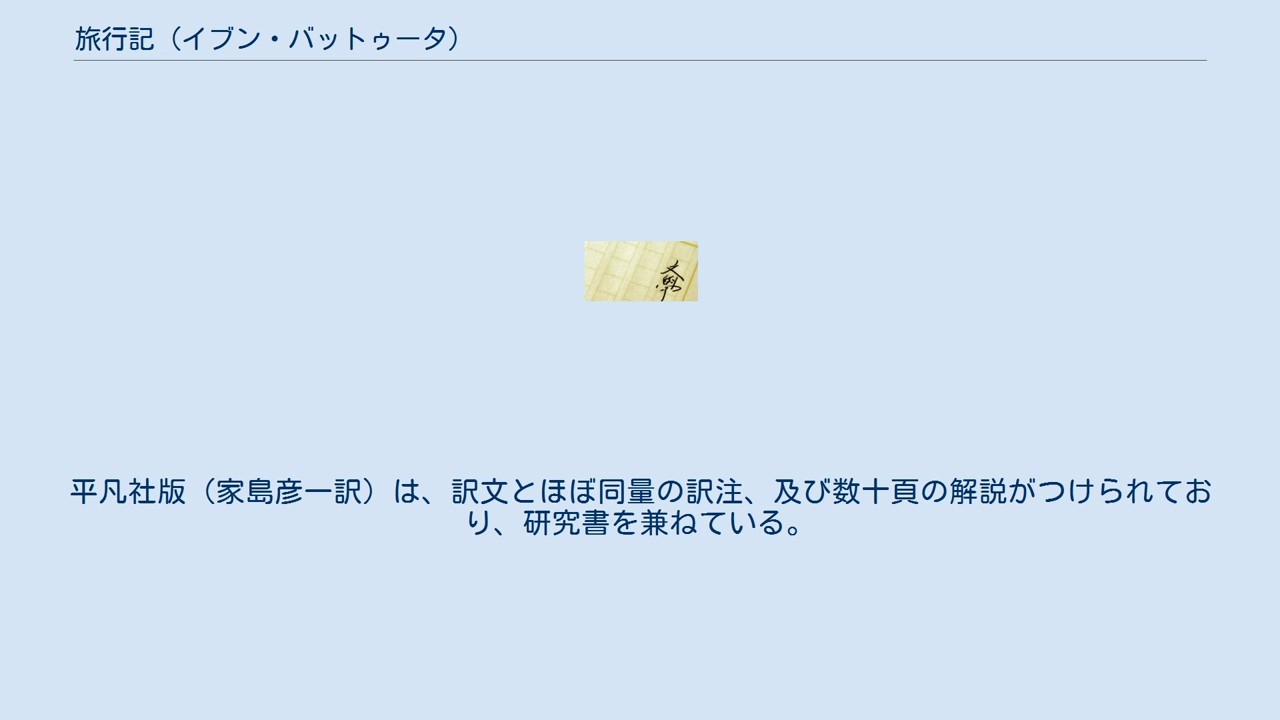 旅行記（イブン・バットゥータ）
平凡社版（家島彦一訳）は、訳文とほぼ同量の訳注、及び数十頁の解説がつけられてお
り、研究書を兼ねている。